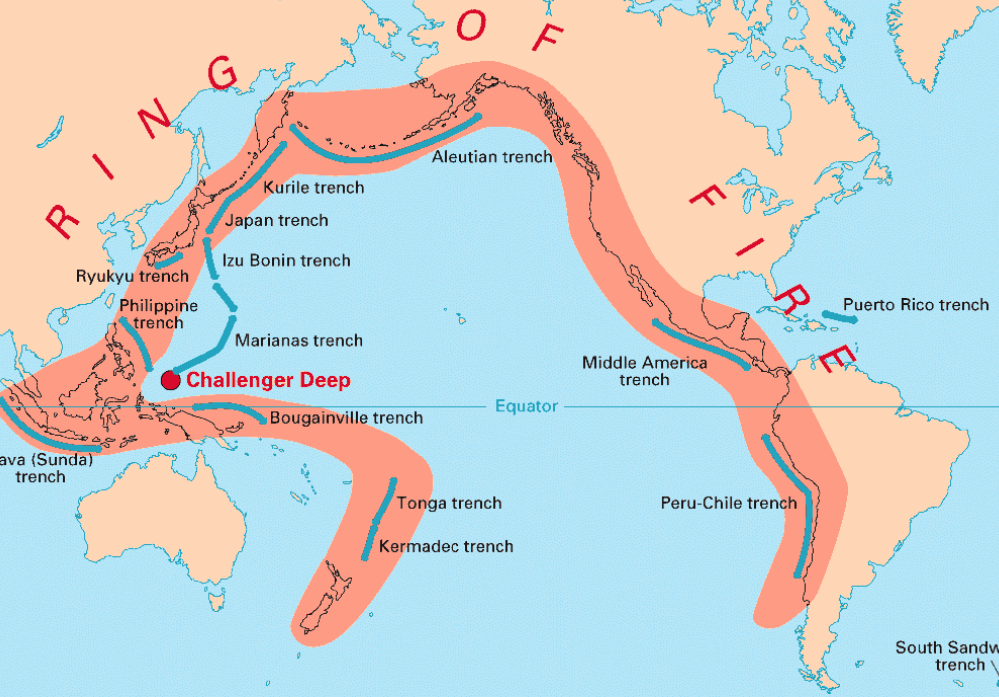 RING OF FIRE
Aleutian trench
Kurile trench
Japan trench
Izu Bonin trench
Ryukyu trench
Philippine
trench
Marianas trench
Challenger Deep
Puerto Rico trench
Middle America
trench
Equator
Bougainville trench
ava (Sunda)
trench
Tonga trench
Kermadec trench
Peru-Chile trench
South Sandw
trench